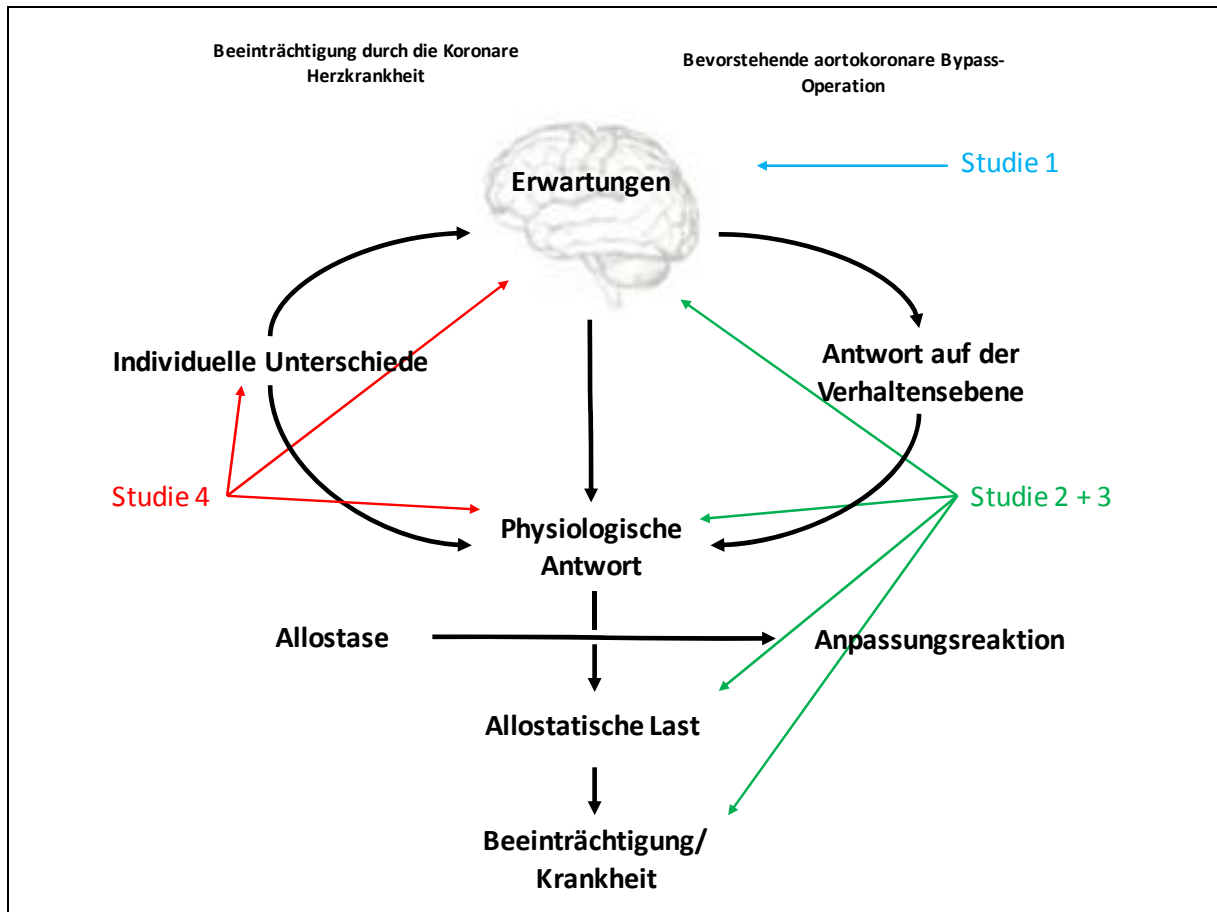 Beeinträchtigung durch die Koronare
Herzkrankheit
Bevorstehende aortokoronare Bypass-
Operation
Studie 1
Erwartungen
Individuelle Unterschiede
Antwort auf der
Verhaltensebene
Studie 4
Studie 2 + 3
Physiologische
Antwort
Allostase
Anpassungsreaktion
Allostatische Last
Beeinträchtigung/
Krankheit